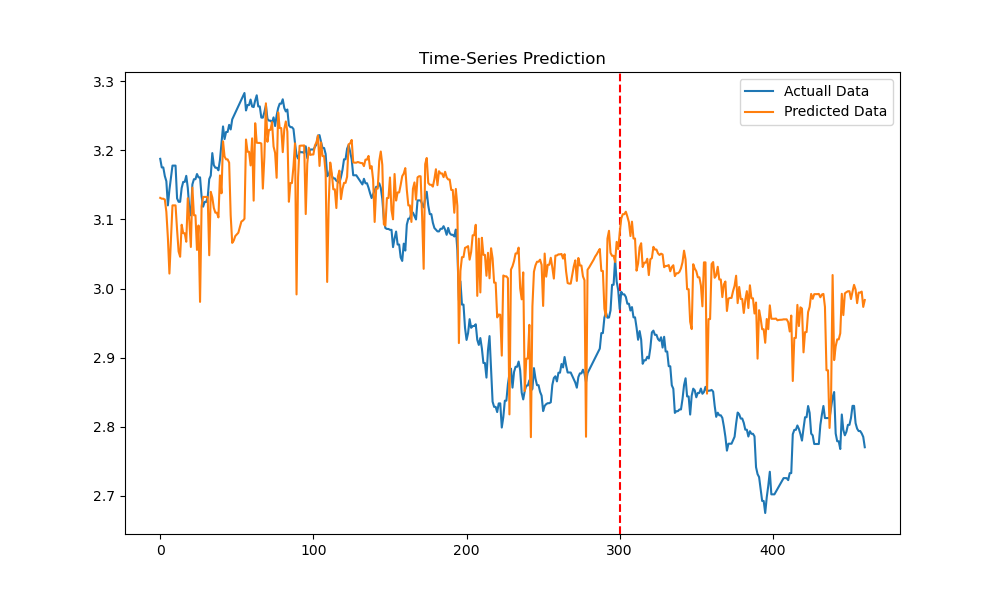 Time-Series Prediction
Actuall Data
Predicted Data
3.3
3.2
3.1
3.0
2.9
2.8
2.7
0 100 200 300 400